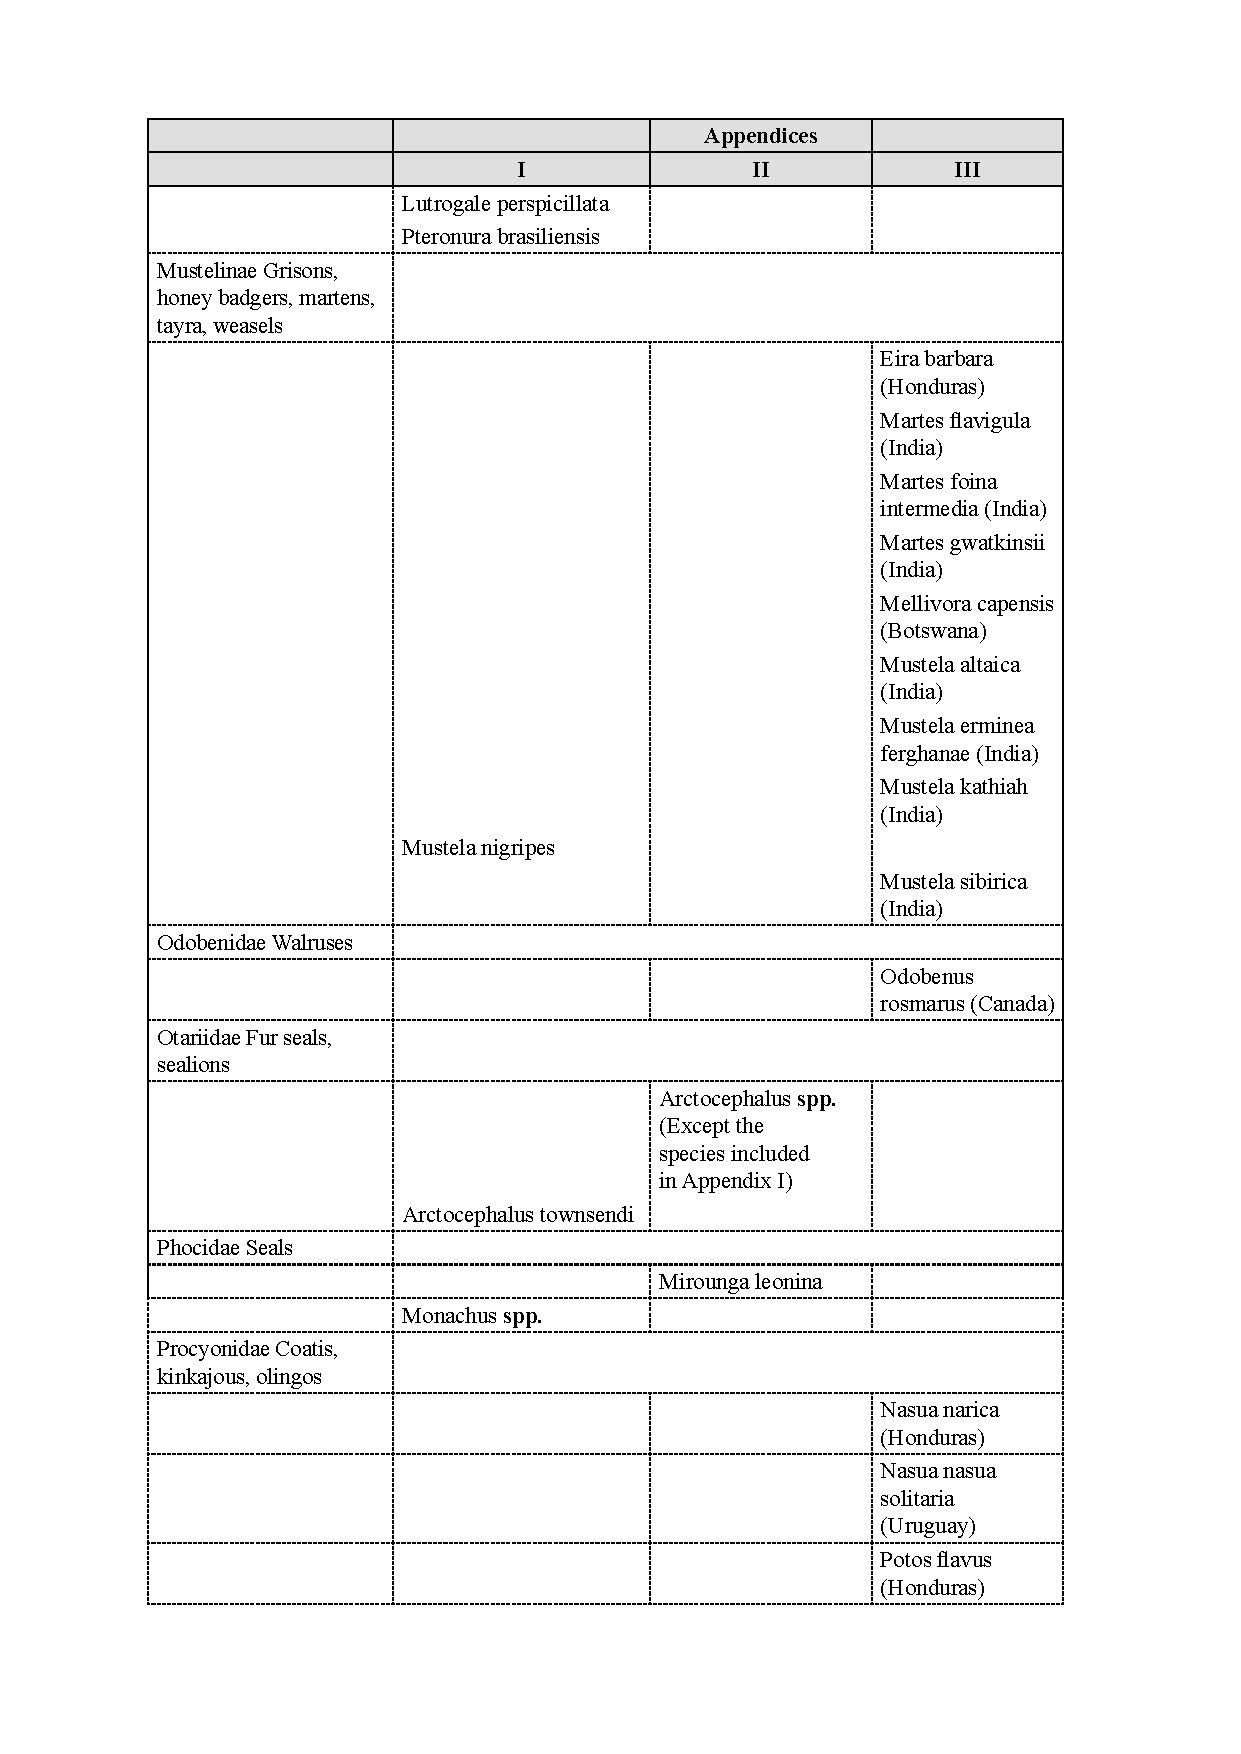 Appendices
I II III
Lutrogale perspicillata
Pteronura brasiliensis
Mustelinae Grisons,
honey badgers, martens,
tayra, weasels
Eira barbara
(Honduras)
Martes flavigula
(India)
Martes foina
intermedia (India)
Martes gwatkinsii
(India)
Mellivora capensis
(Botswana)
Mustela altaica
(India)
Mustela erminea
ferghanae (India)
Mustela kathiah
(India)
Mustela nigripes
Mustela sibirica
(India)
Odobenidae Walruses
Odobenus
rosmarus (Canada)
Otariidae Fur seals,
sealions
Arctocephalus spp.
(Except the
species included
in Appendix I)
Arctocephalus townsendi
Phocidae Seals
Mirounga leonina
Monachus spp.
Procyonidae Coatis,
kinkajous, olingos
Nasua narica
(Honduras)
Nasua nasua
solitaria
(Uruguay)
Potos flavus
(Honduras)